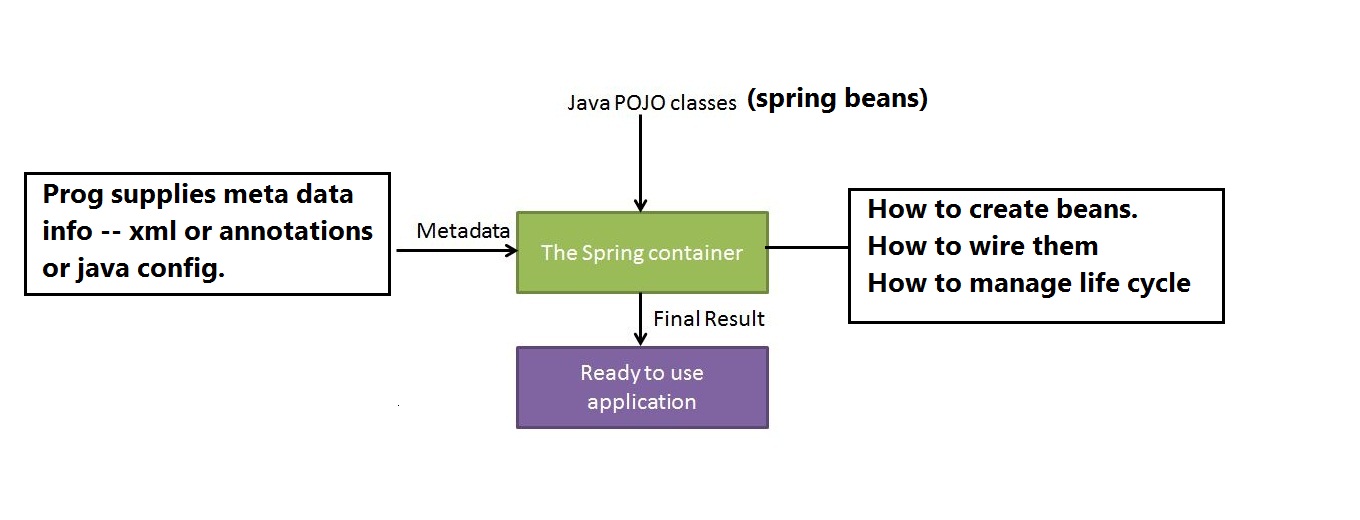 Java POJO classes (spring beans)
Prog supplies meta data
info -- xml or annotations
or java config.
Metadata
The Spring container
How to create beans.
How to wire them
How to manage life cycle
Final Result
Ready to use
application